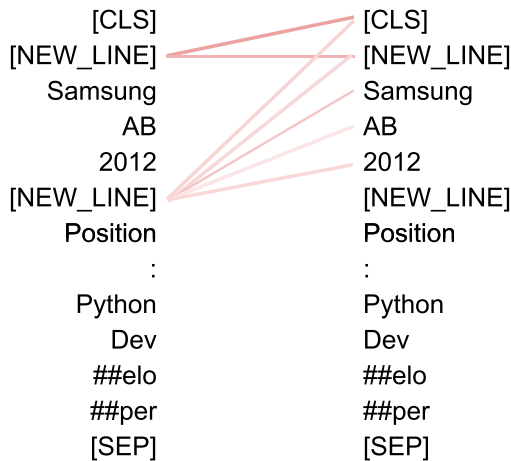 [CLS] [CLS]
[NEW_LINE] [NEW_LINE]
Samsung Samsung
AB AB
2012 2012
[NEW_LINE] [NEW_LINE]
Position Position
: :
Python Python
Dev Dev
##elo ##elo
##per ##per
[SEP] [SEP]